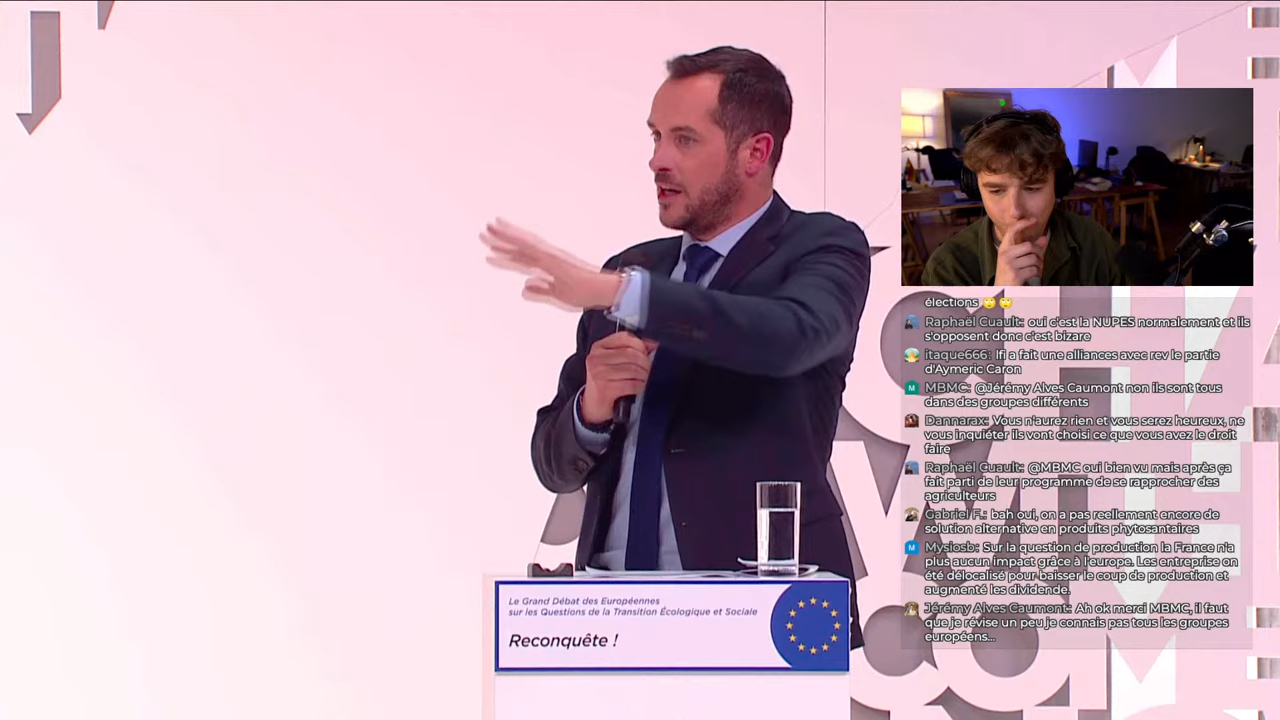 Le Grand Débat des Européennes
sur les Questions de la Transition Écologique et Sociale
Reconquête !
élections 🙄 🙄
Raphaël Cuault: oui c'est la NUPES normalement et ils
s'opposent donc c'est bizare
itaque666: lfi a fait une alliances avec rev le partie
d'Aymeric Caron
M MBMC: @Jérémy Alves Caumont non ils sont tous
dans des groupes différents
Dannarax: Vous n'aurez rien et vous serez heureux, ne
vous inquiéter ils vont choisi ce que vous avez le droit
faire
Raphaël Cuault: @MBMC oui bien vu mais après ça
fait parti de leur programme de se rapprocher des
agriculteurs
Gabriel F.: bah oui, on a pas reellement encore de
solution alternative en produits phytosantaires
M Mysiosb: Sur la question de production la France n'a
plus aucun impact grâce à l'europe. Les entreprise on
été délocalisé pour baisser le coup de production et
augmenté les dividende.
Jérémy Alves Caumont: Ah ok merci MBMC, il faut
que je révise un peu je connais pas tous les groupes
européens...